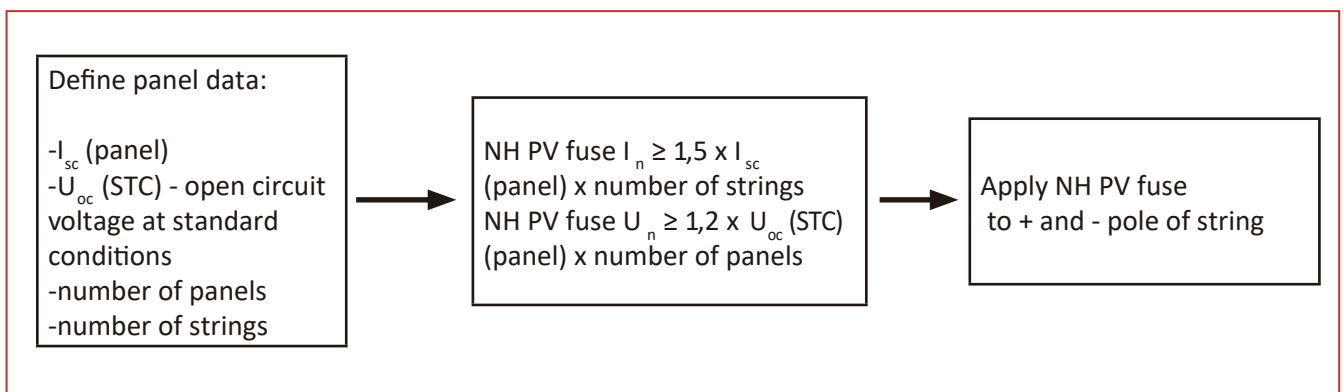 Define panel data:
-I_sc (panel)
-U_oc (STC) - open circuit
voltage at standard
conditions
-number of panels
-number of strings
NH PV fuse I_n ≥ 1,5 x I_sc
(panel) x number of strings
NH PV fuse U_n ≥ 1,2 x U_oc (STC)
(panel) x number of panels
Apply NH PV fuse
to + and - pole of string